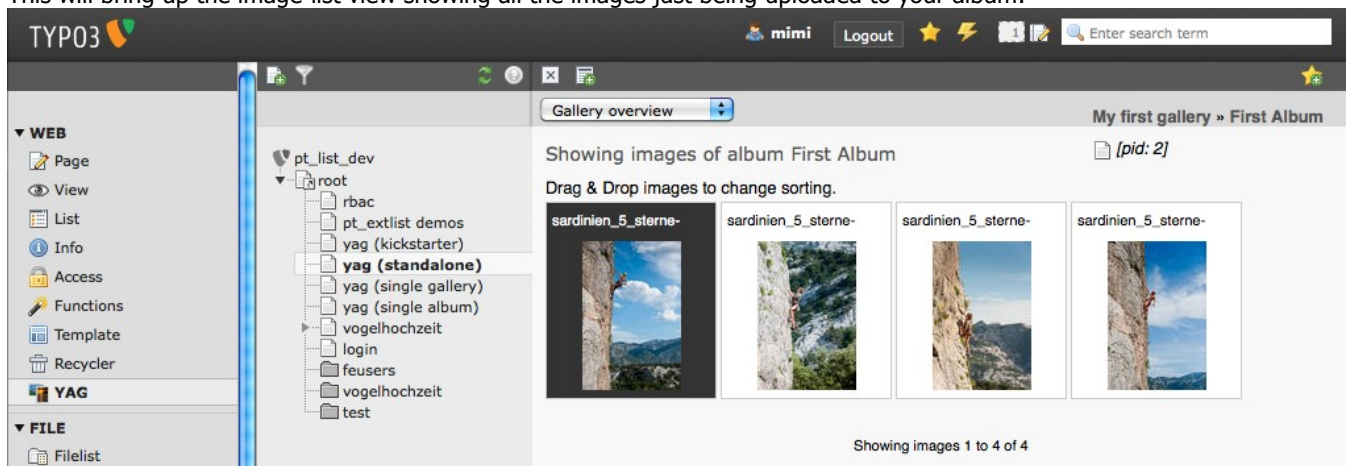 This will bring up the image list view showing all the images just being uploaded to your album.
TYPO3
mimi
Logout
1
Enter search term
Gallery overview
My first gallery » First Album
[pid: 2]
WEB
Page
View
List
Info
Access
Functions
Template
Recycler
YAG
FILE
Filelist
pt_list_dev
root
rbac
pt_extlist demos
yag (kickstarter)
yag (standalone)
yag (single gallery)
yag (single album)
vogelhochzeit
login
feusers
vogelhochzeit
test
Showing images of album First Album
Drag & Drop images to change sorting.
sardinien_5_sterne-
sardinien_5_sterne-
sardinien_5_sterne-
sardinien_5_sterne-
Showing images 1 to 4 of 4